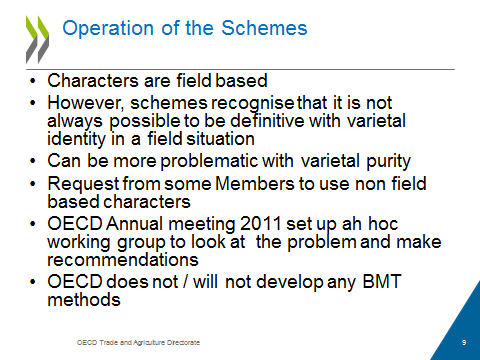 Operation of the Schemes
• Characters are field based
• However, schemes recognise that it is not
always possible to be definitive with varietal
identity in a field situation
• Can be more problematic with varietal purity
• Request from some Members to use non field
based characters
• OECD Annual meeting 2011 set up ah hoc
working group to look at the problem and make
recommendations
• OECD does not / will not develop any BMT
methods
OECD Trade and Agriculture Directorate
9